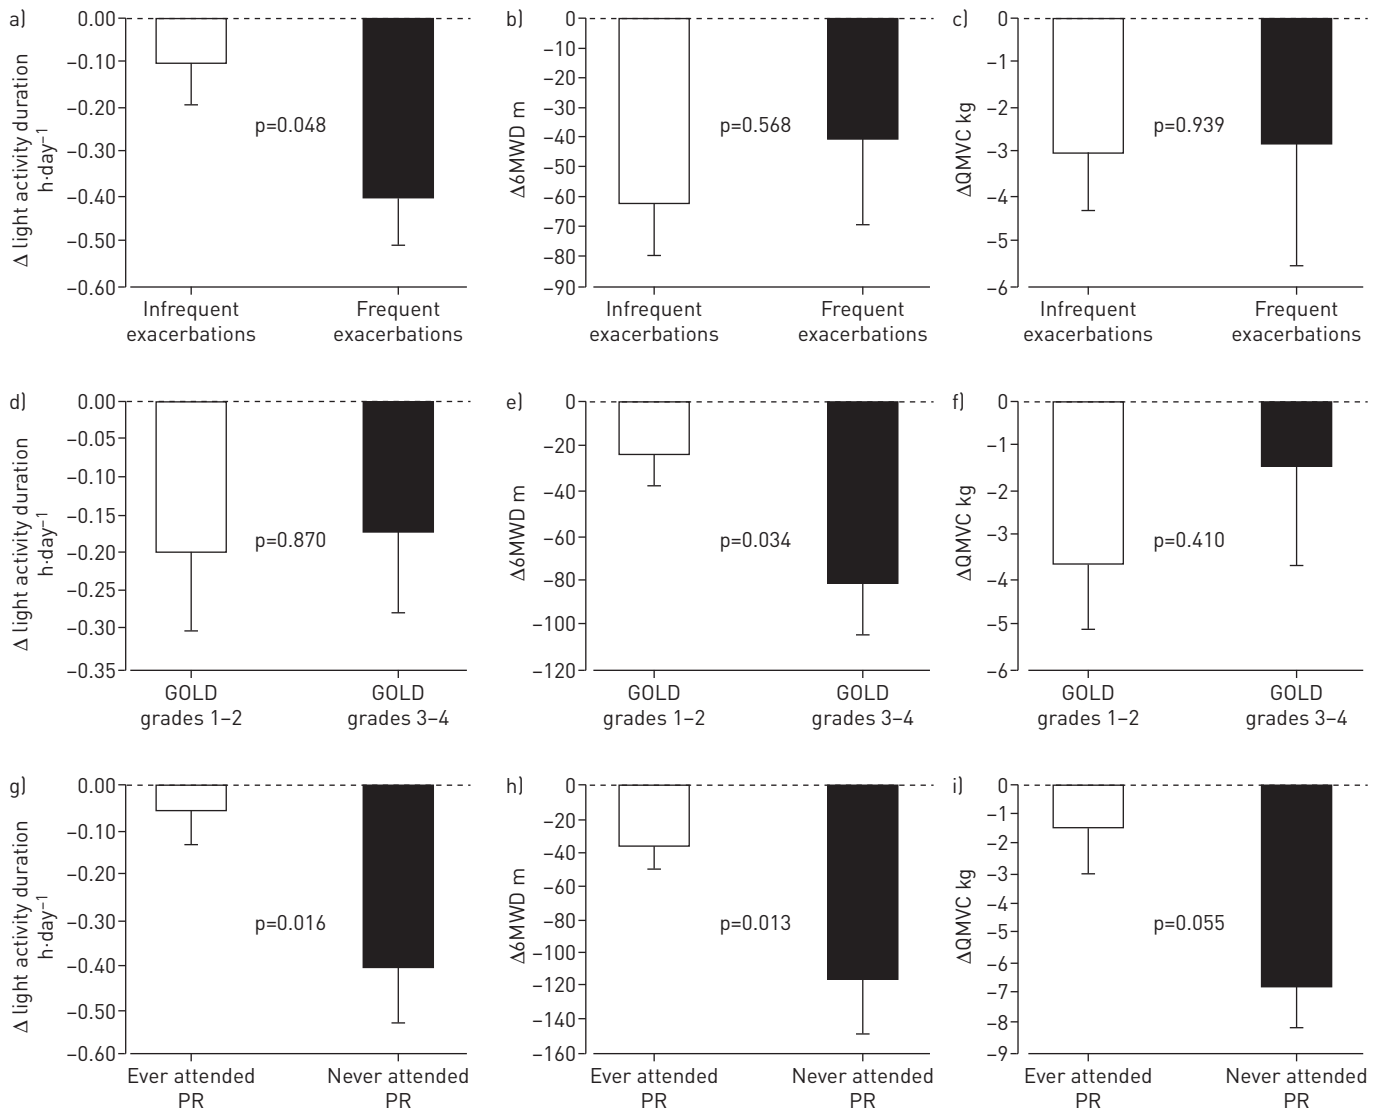 a)
Δ light activity duration
h·day⁻¹
0.00
−0.10
−0.20
−0.30
−0.40
−0.50
−0.60
p=0.048
Infrequent
exacerbations
Frequent
exacerbations
b)
Δ6MWD m
0
−10
−20
−30
−40
−50
−60
−70
−80
−90
p=0.568
Infrequent
exacerbations
Frequent
exacerbations
c)
ΔQMVC kg
0
−1
−2
−3
−4
−5
−6
p=0.939
Infrequent
exacerbations
Frequent
exacerbations
d)
Δ light activity duration
h·day⁻¹
0.00
−0.05
−0.10
−0.15
−0.20
−0.25
−0.30
−0.35
p=0.870
GOLD
grades 1–2
GOLD
grades 3–4
e)
Δ6MWD m
0
−20
−40
−60
−80
−100
−120
p=0.034
GOLD
grades 1–2
GOLD
grades 3–4
f)
ΔQMVC kg
0
−1
−2
−3
−4
−5
−6
p=0.410
GOLD
grades 1–2
GOLD
grades 3–4
g)
Δ light activity duration
h·day⁻¹
0.00
−0.10
−0.20
−0.30
−0.40
−0.50
−0.60
p=0.016
Ever attended
PR
Never attended
PR
h)
Δ6MWD m
0
−20
−40
−60
−80
−100
−120
−140
−160
p=0.013
Ever attended
PR
Never attended
PR
i)
ΔQMVC kg
0
−1
−2
−3
−4
−5
−6
−7
−8
−9
p=0.055
Ever attended
PR
Never attended
PR